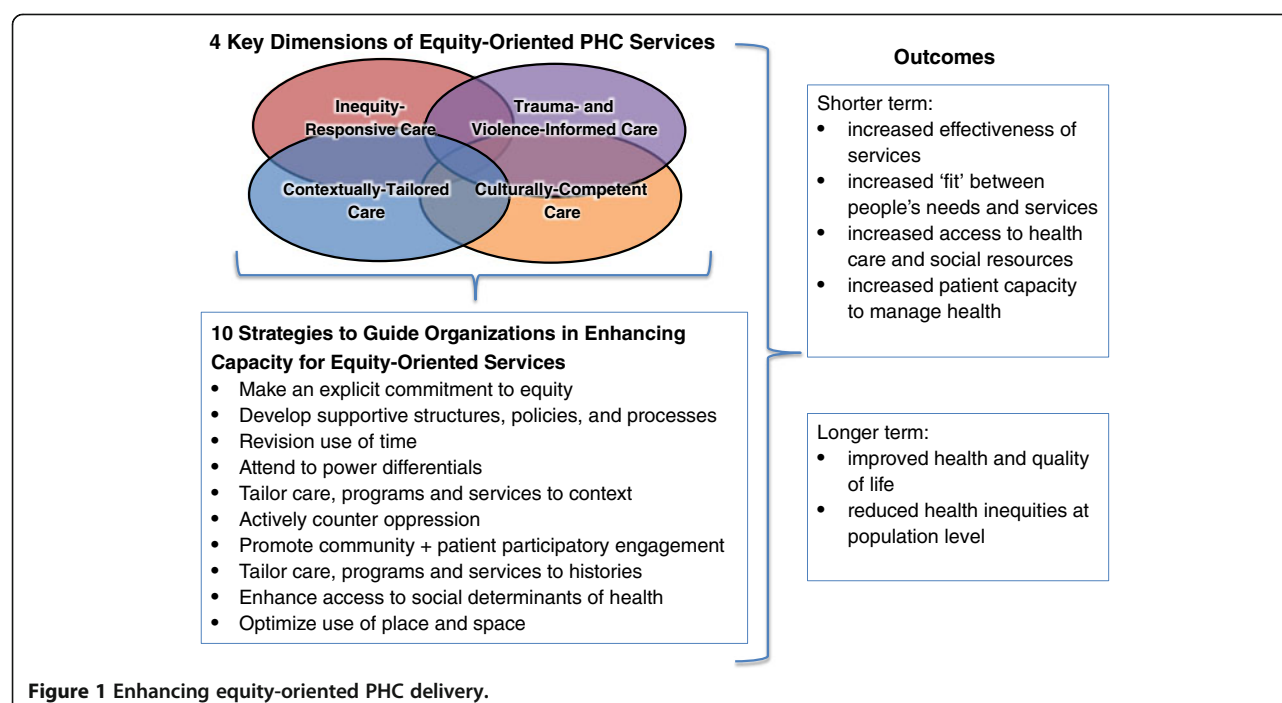 4 Key Dimensions of Equity-Oriented PHC Services
Inequity-
Responsive Care
Trauma- and
Violence-Informed Care
Contextually-Tailored
Care
Culturally-Competent
Care
10 Strategies to Guide Organizations in Enhancing
Capacity for Equity-Oriented Services
• Make an explicit commitment to equity
• Develop supportive structures, policies, and processes
• Revision use of time
• Attend to power differentials
• Tailor care, programs and services to context
• Actively counter oppression
• Promote community + patient participatory engagement
• Tailor care, programs and services to histories
• Enhance access to social determinants of health
• Optimize use of place and space
Outcomes
Shorter term:
• increased effectiveness of
services
• increased ‘fit’ between
people’s needs and services
• increased access to health
care and social resources
• increased patient capacity
to manage health
Longer term:
• improved health and quality
of life
• reduced health inequities at
population level
Figure 1 Enhancing equity-oriented PHC delivery.